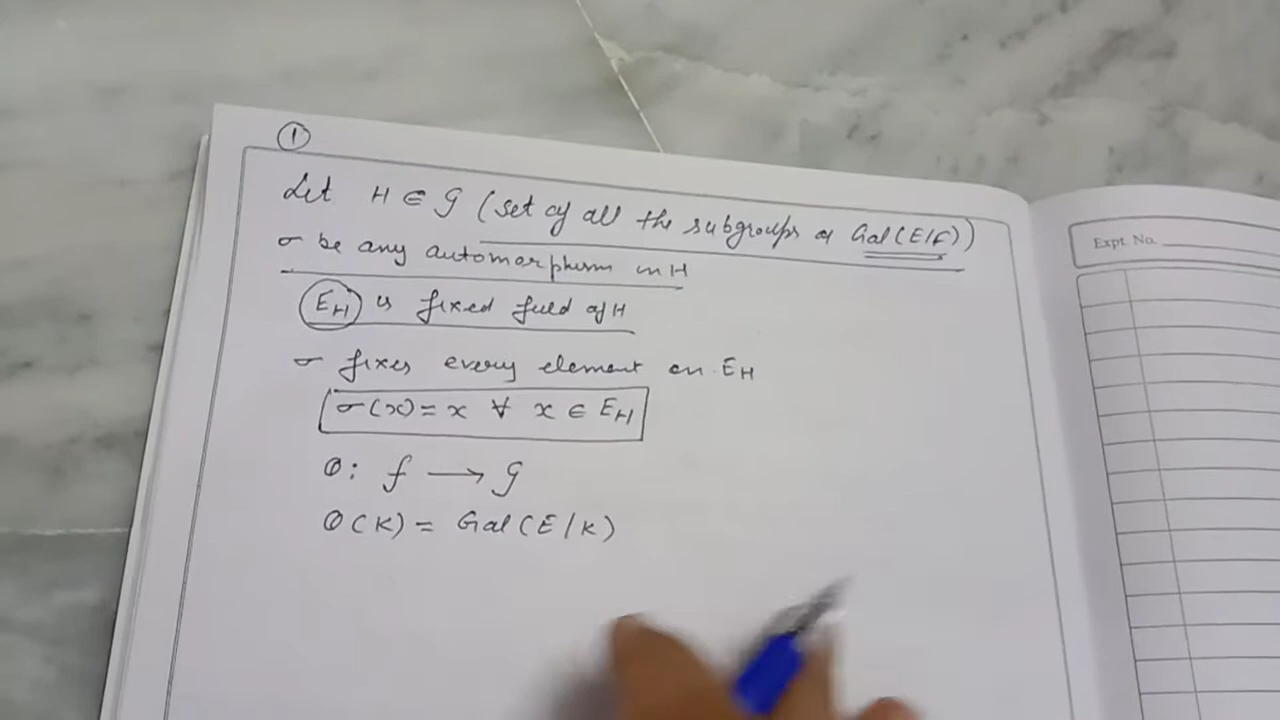 ①
Let H ∈ g (set of all the subgroups of Gal(E/F))
σ be any automorphism in H
E_H is fixed field of H
σ fixes every element on E_H
σ(x) = x ∀ x ∈ E_H
Φ: f ⟶ g
Φ(K) = Gal(E/K)
Expt. No.